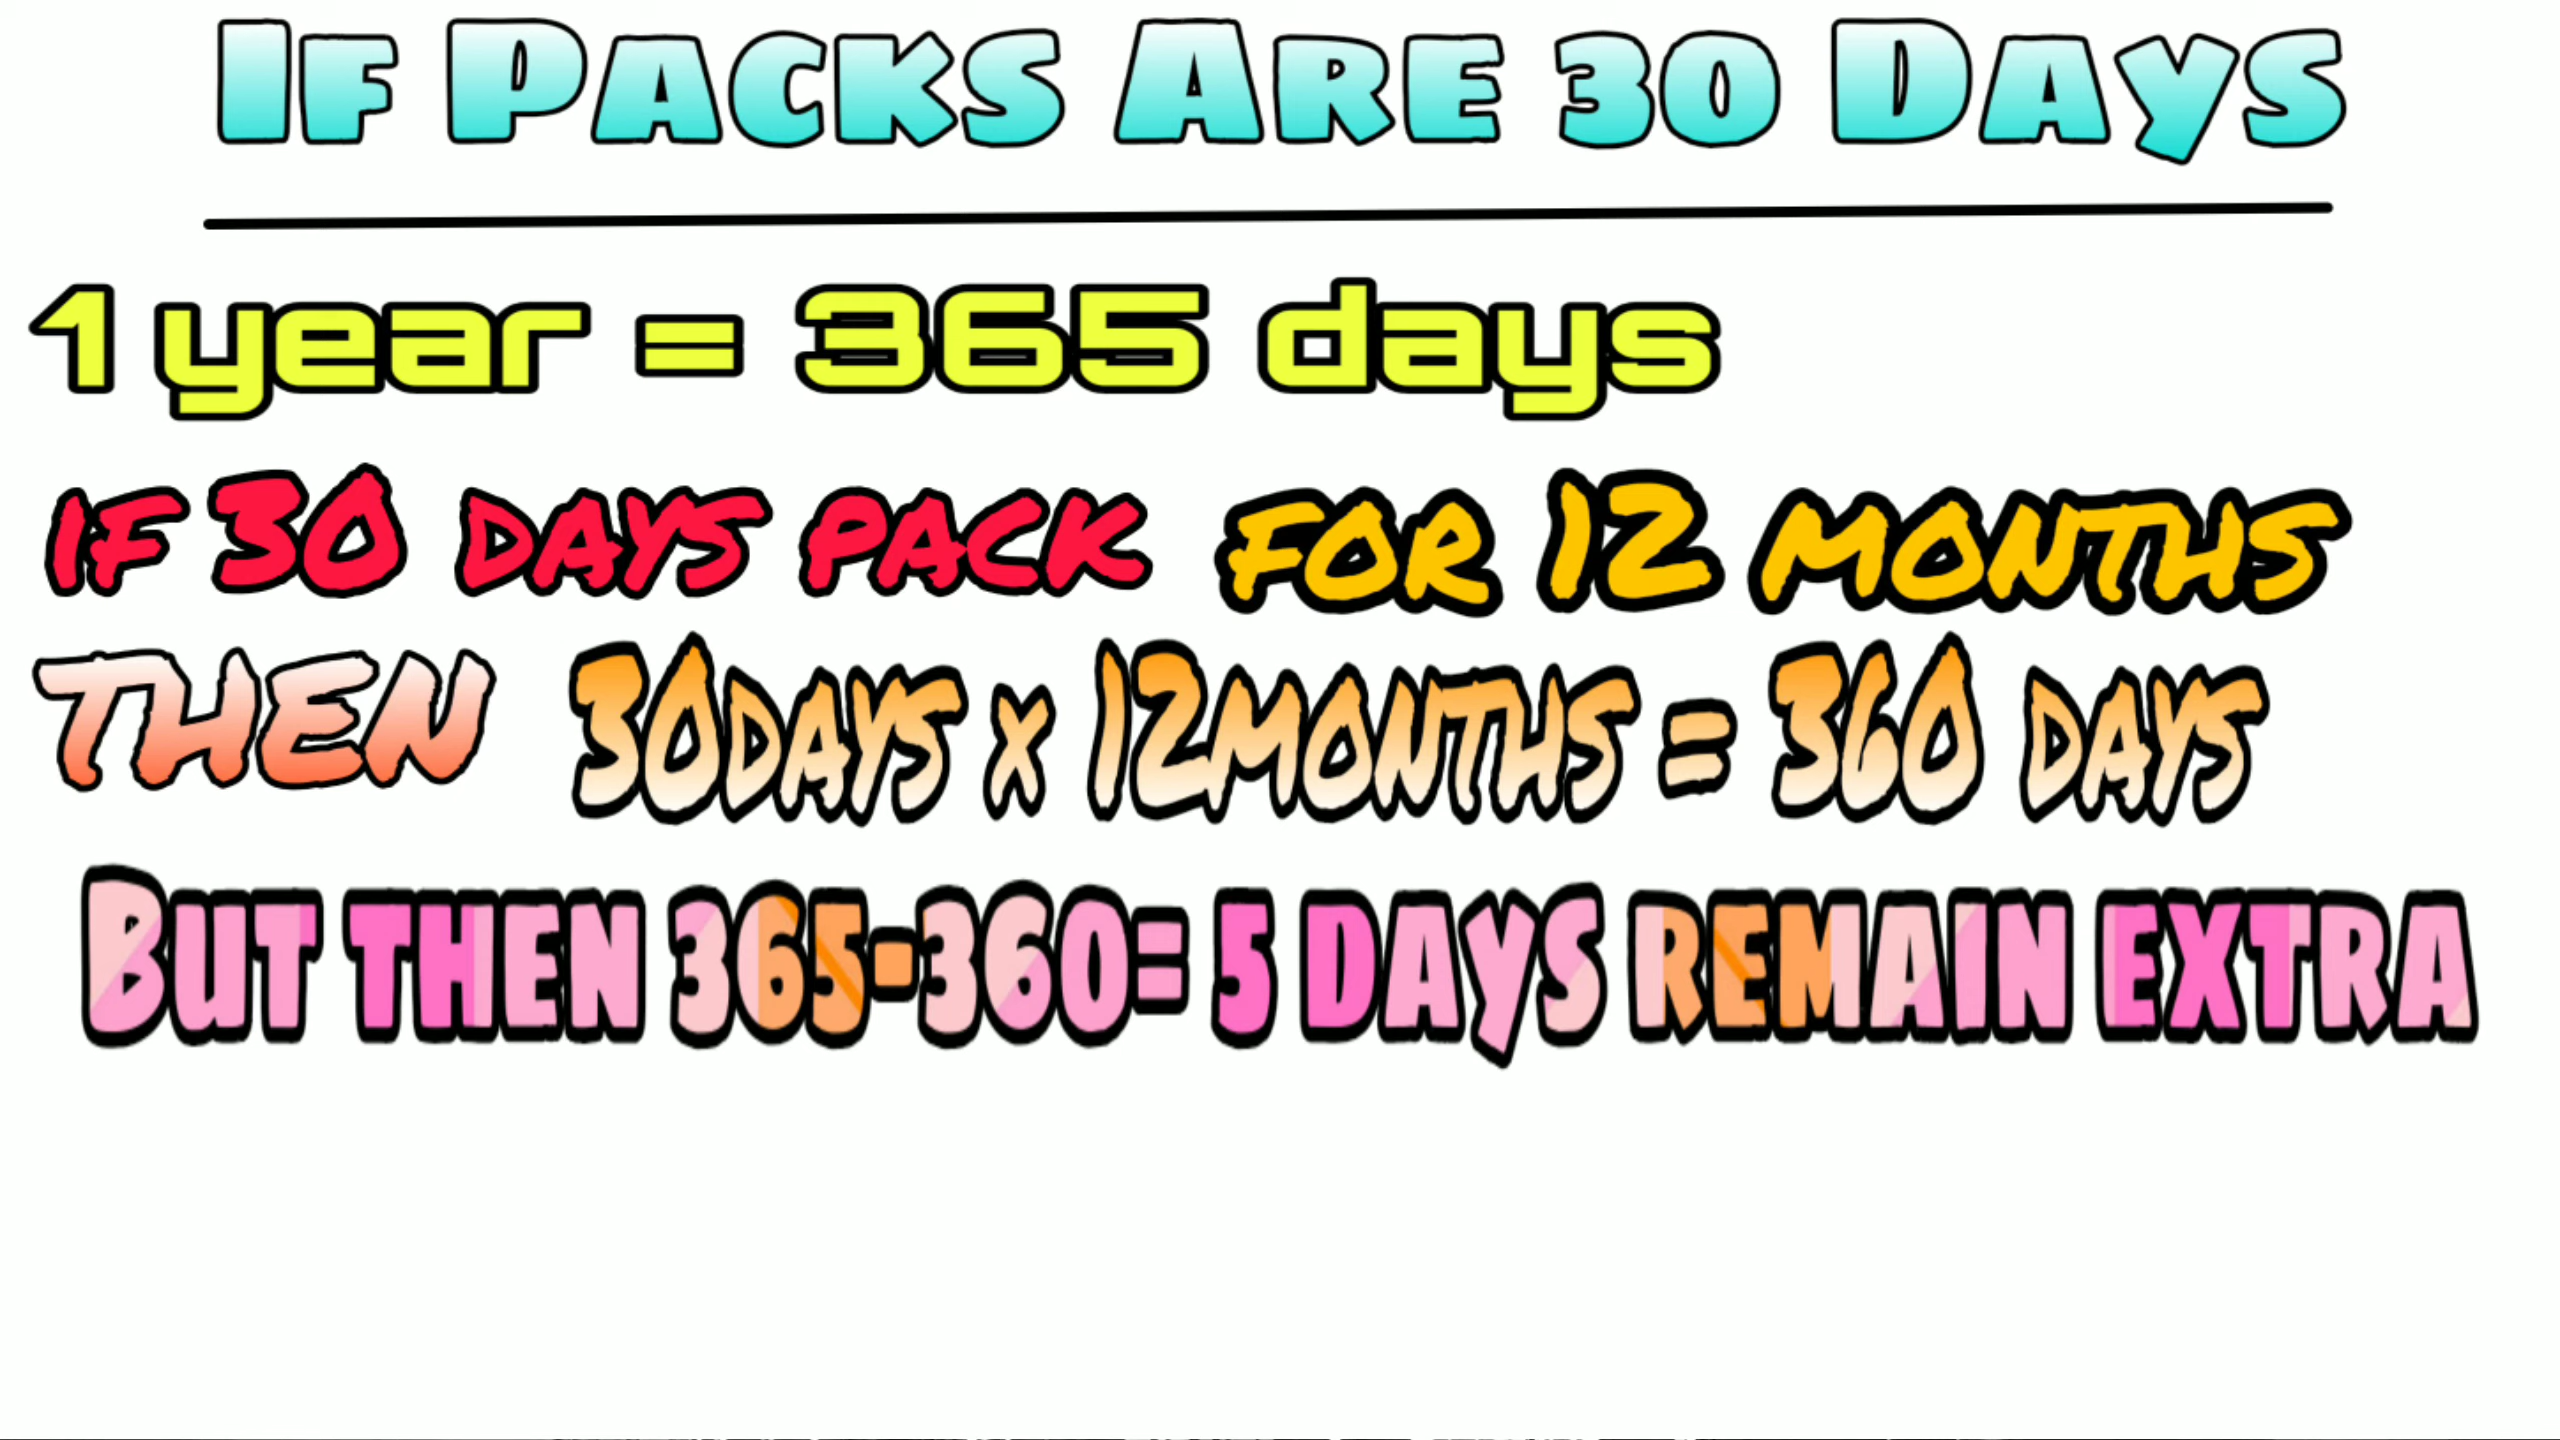 If Packs Are 30 Days
1 year = 365 days
if 30 days pack for 12 months
THEN 30days x 12months = 360 days
But then 365-360= 5 days remain extra